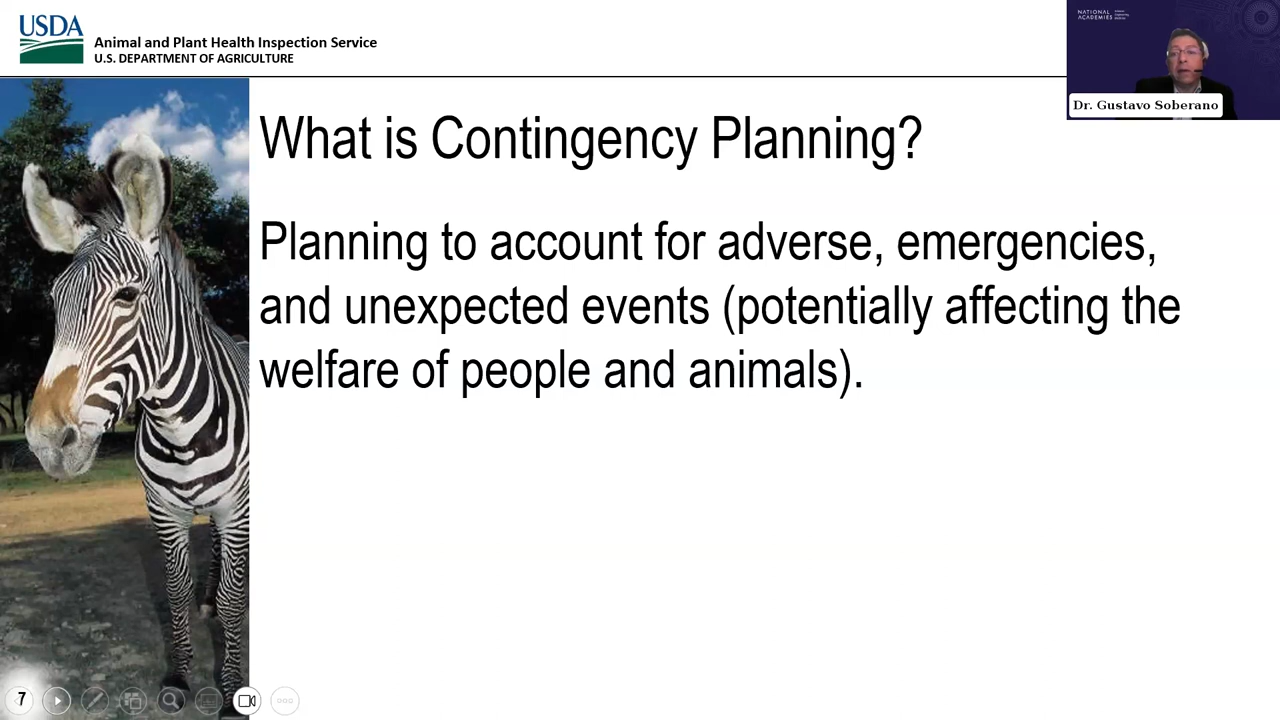 USDA
Animal and Plant Health Inspection Service
U.S. DEPARTMENT OF AGRICULTURE
NATIONAL
ACADEMIES
Dr. Gustavo Soberano
What is Contingency Planning?
Planning to account for adverse, emergencies,
and unexpected events (potentially affecting the
welfare of people and animals).
7